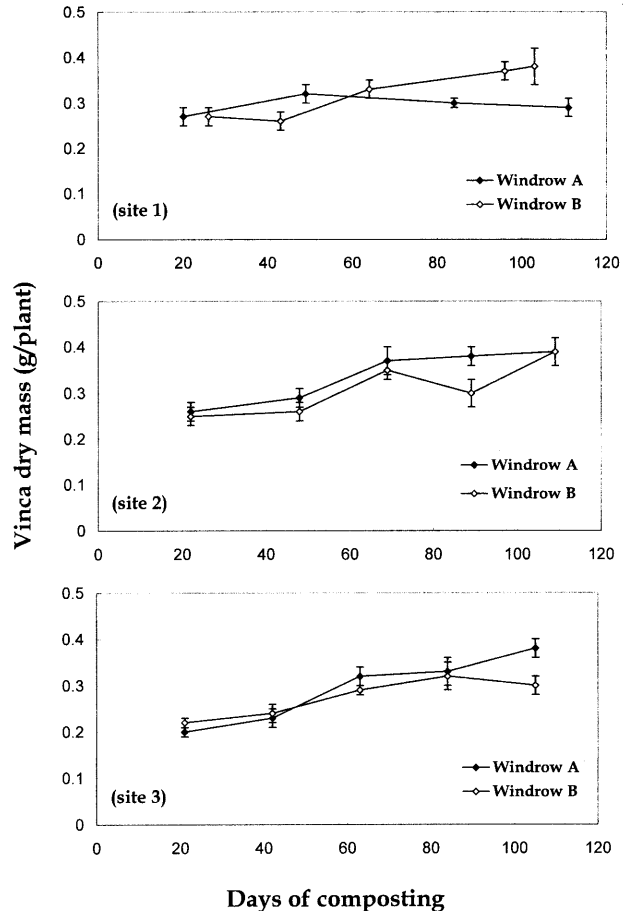 0.5
0.4
0.3
0.2
0.1
0
(site 1)
Windrow A
Windrow B
0 20 40 60 80 100 120
0.5
0.4
0.3
0.2
0.1
0
(site 2)
Windrow A
Windrow B
0 20 40 60 80 100 120
0.5
0.4
0.3
0.2
0.1
0
(site 3)
Windrow A
Windrow B
0 20 40 60 80 100 120
Vinca dry mass (g/plant)
Days of composting